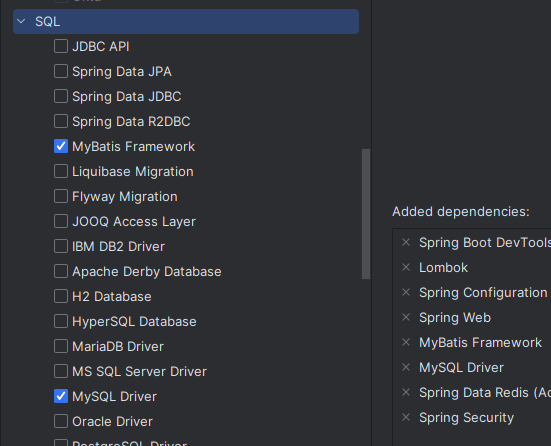 SQL
JDBC API
Spring Data JPA
Spring Data JDBC
Spring Data R2DBC
MyBatis Framework
Liquibase Migration
Flyway Migration
JOOQ Access Layer
IBM DB2 Driver
Apache Derby Database
H2 Database
HyperSQL Database
MariaDB Driver
MS SQL Server Driver
MySQL Driver
Oracle Driver
PostgreSQL Driver
Added dependencies:
Spring Boot DevTools
Lombok
Spring Configuration
Spring Web
MyBatis Framework
MySQL Driver
Spring Data Redis (Ac
Spring Security